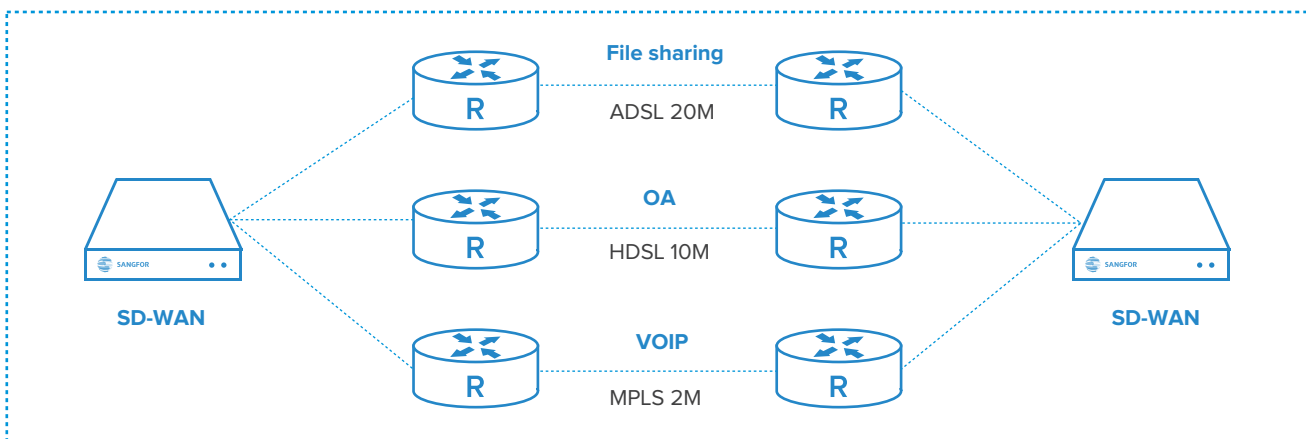 File sharing
R
R
ADSL 20M
OA
R
R
HDSL 10M
SANGFOR
SANGFOR
SD-WAN
SD-WAN
VOIP
R
R
MPLS 2M